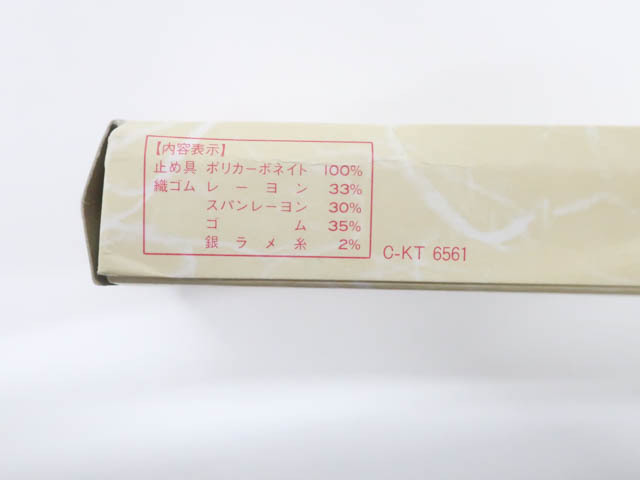 【内容表示】
止め具 ポリカーボネイト 100%
織ゴム レーヨン 33%
スパンレーヨン 30%
ゴム 35%
銀ラメ糸 2%
C-KT 6561